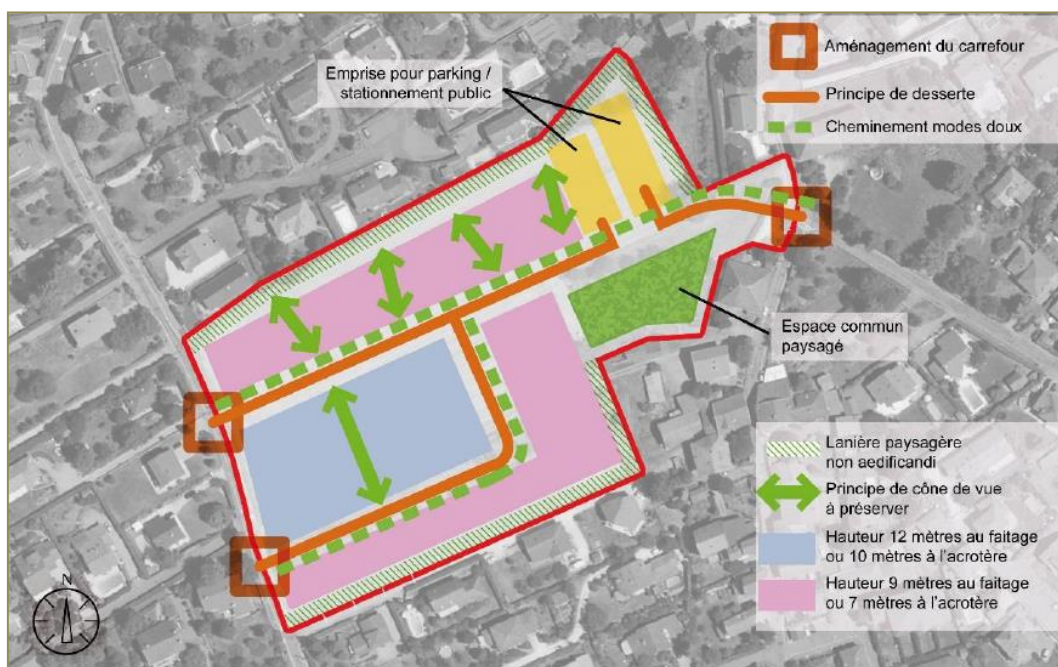 Emprise pour parking /
stationnement public
Aménagement du carrefour
Principe de desserte
Cheminement modes doux
Espace commun
paysagé
Lanière paysagère
non aedificandi
Principe de cône de vue
à préserver
Hauteur 12 mètres au faitage
ou 10 mètres à l'acrotère
Hauteur 9 mètres au faitage
ou 7 mètres à l'acrotère
N